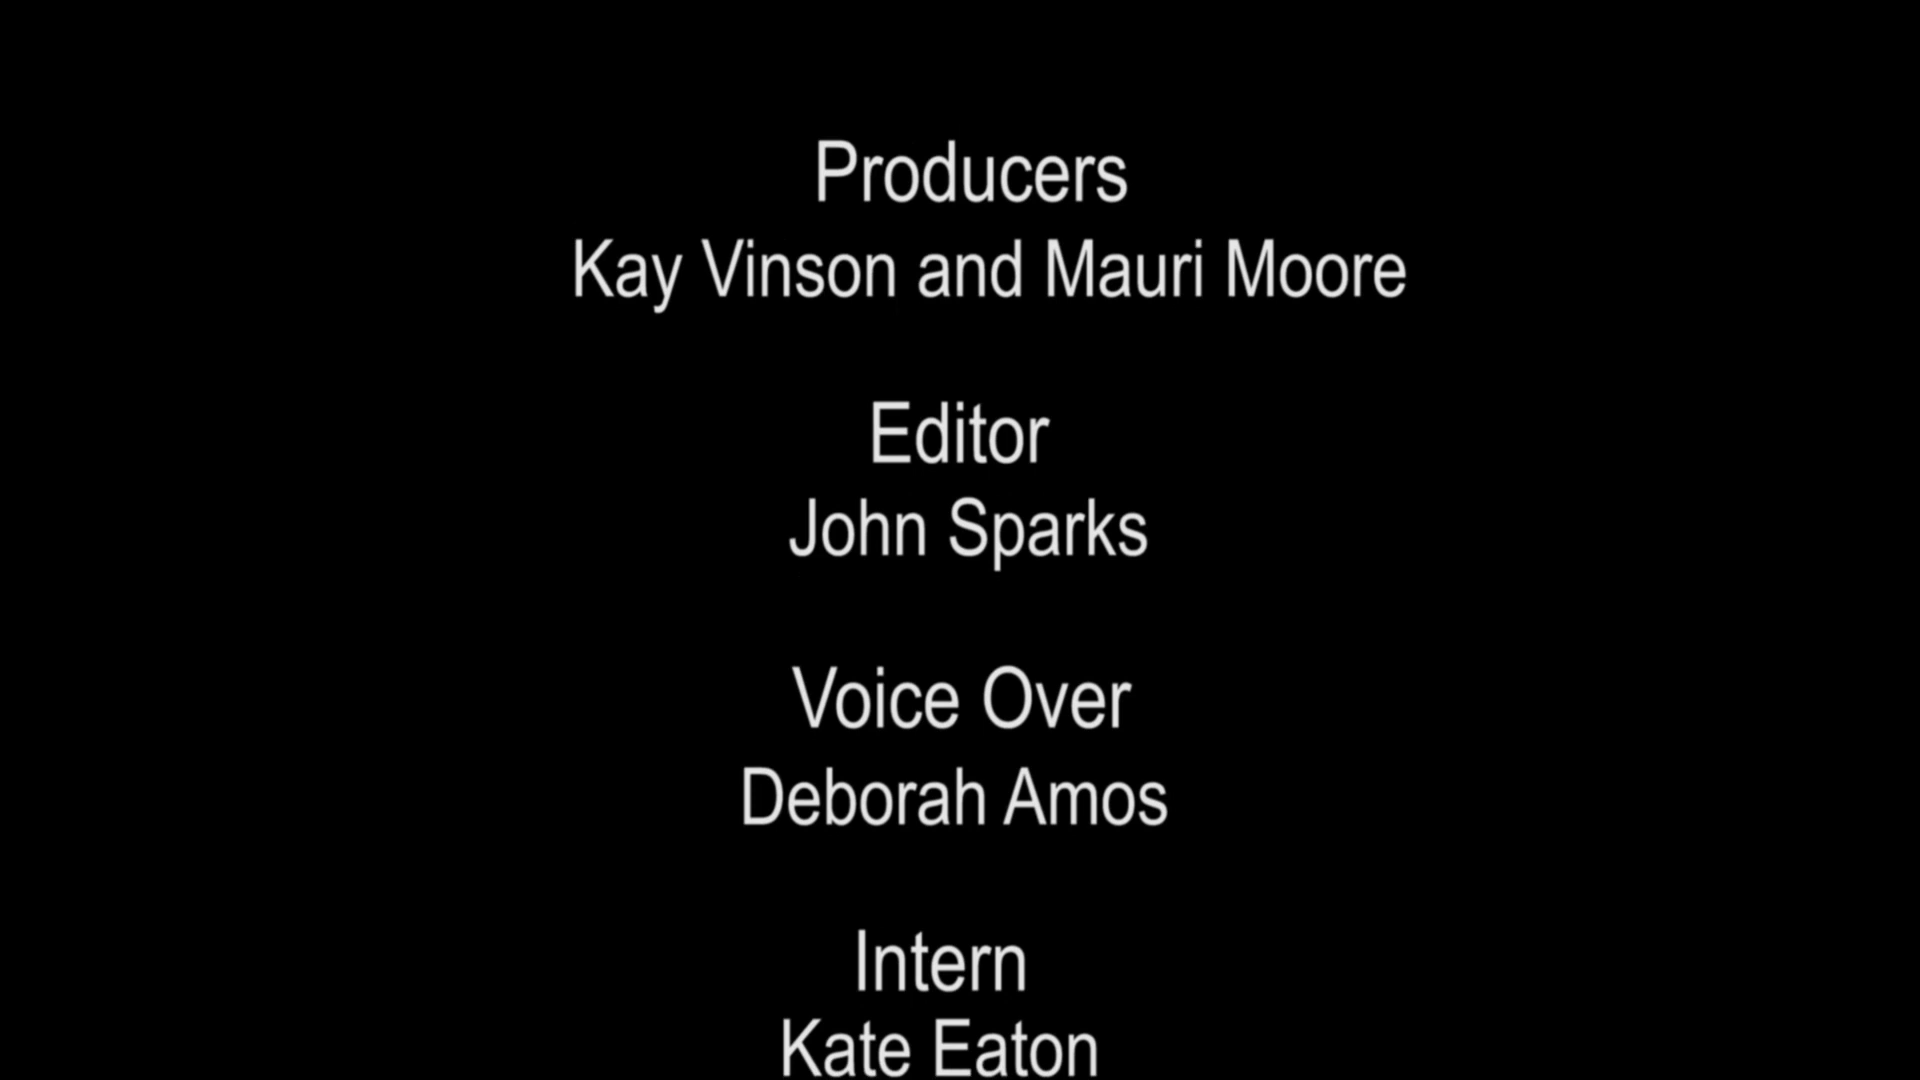 Producers
Kay Vinson and Mauri Moore
Editor
John Sparks
Voice Over
Deborah Amos
Intern
Kate Eaton